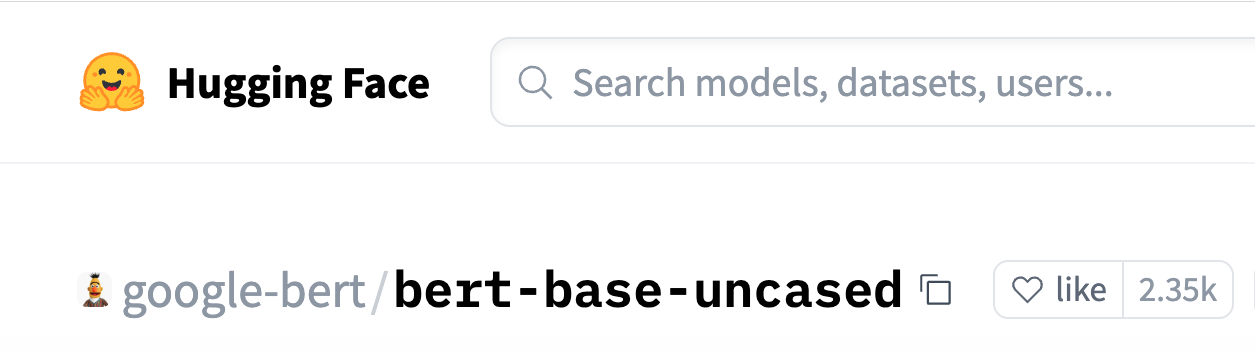 Hugging Face Search models, datasets, users...
google-bert/bert-base-uncased like 2.35k